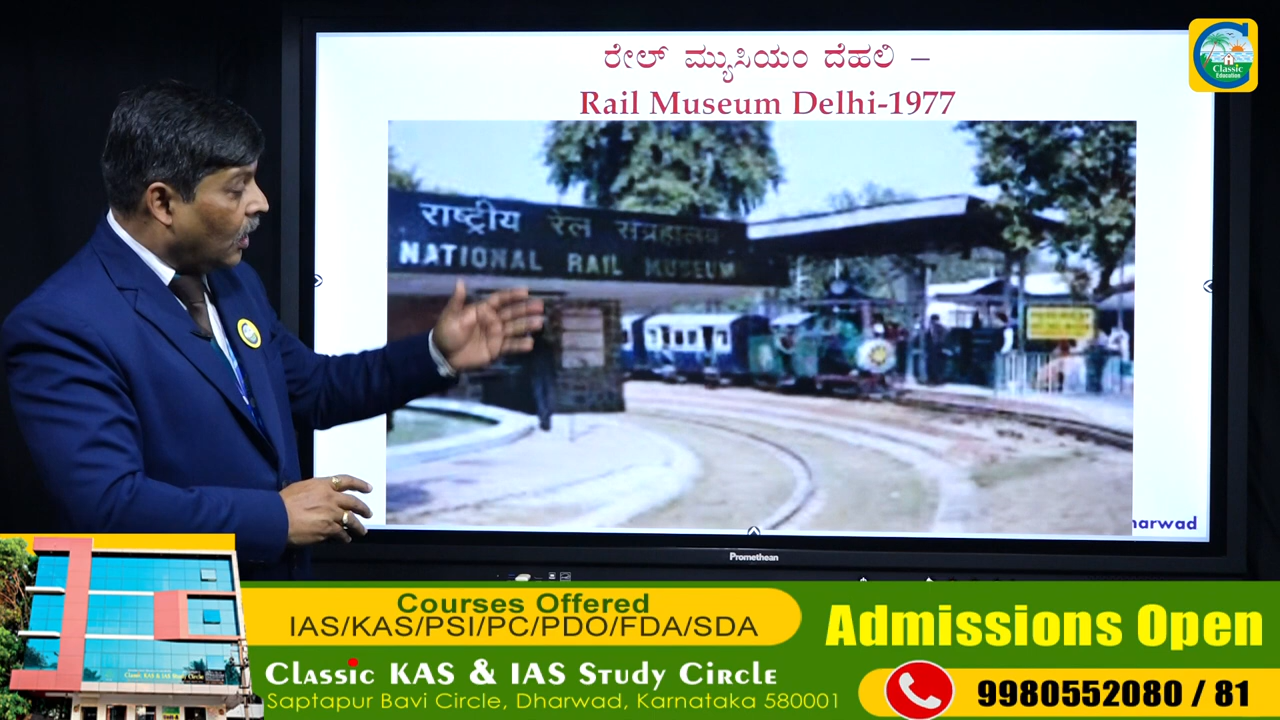 ರೇಲ್ ಮ್ಯುಸಿಯಂ ದೆಹಲಿ –
Rail Museum Delhi-1977
Classic
Education
राष्ट्रीय रेल संग्रहालय
NATIONAL RAIL MUSEUM
harwad
Promethean
Courses Offered
IAS/KAS/PSI/PC/PDO/FDA/SDA
Admissions Open
Classic KAS & IAS Study Circle
Saptapur Bavi Circle, Dharwad, Karnataka 580001
9980552080 / 81